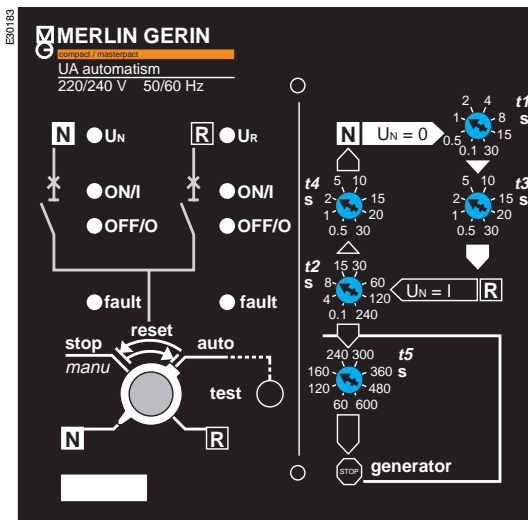 E30183
MERLIN GERIN
compact / masterpact
UA automatism
220/240 V 50/60 Hz
N UN R UR
ON/I ON/I
OFF/O OFF/O
fault fault
reset
stop auto
manu
test
N R
N UN = 0
t1
s
0.5 1 2 4 8 15 30 0.1
t4
s
0.5 1 2 5 10 15 20 30
t3
s
0.5 1 2 5 10 15 20 30
t2
s
0.1 4 8 15 30 60 120 240
UN = I R
t5
s
60 120 160 240 300 360 480 600
STOP generator